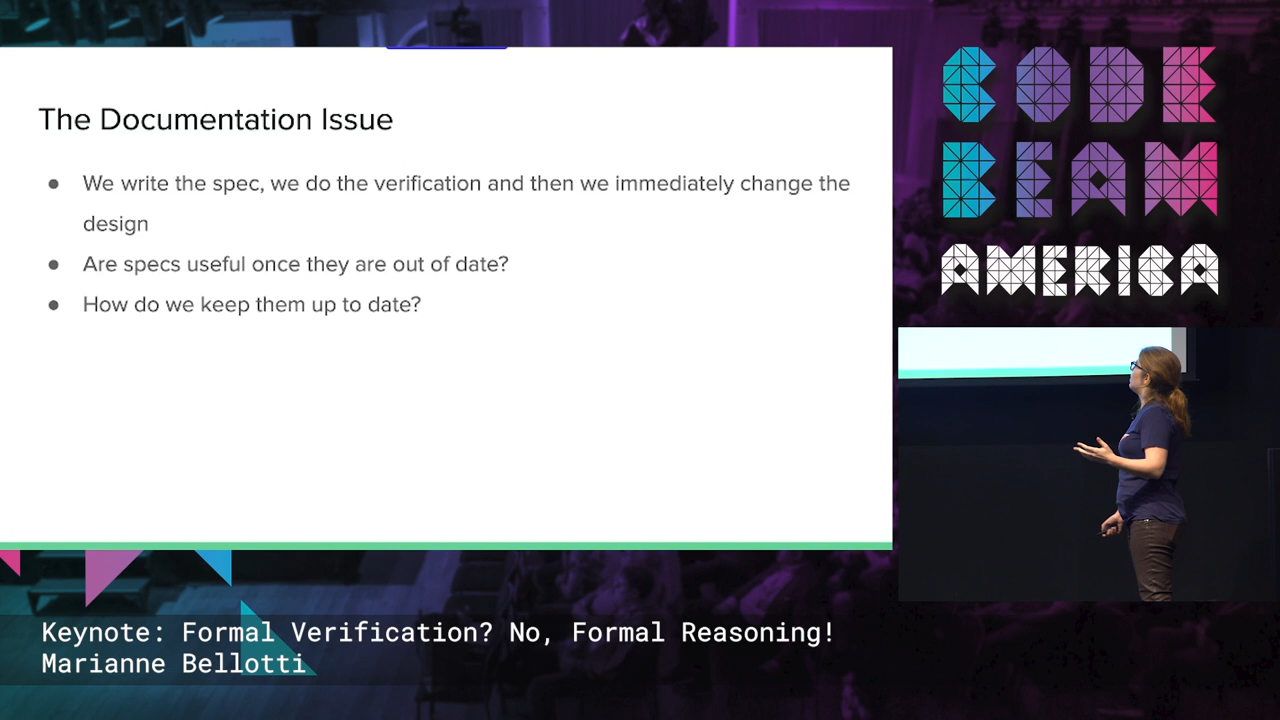 The Documentation Issue
● We write the spec, we do the verification and then we immediately change the
design
● Are specs useful once they are out of date?
● How do we keep them up to date?
CODE
BEAM
AMERICA
Keynote: Formal Verification? No, Formal Reasoning!
Marianne Bellotti